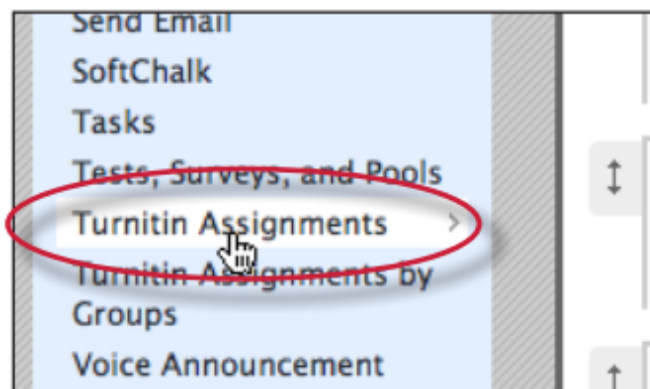 Send Email
SoftChalk
Tasks
Tests, Surveys, and Pools
Turnitin Assignments
Turnitin Assignments by
Groups
Voice Announcement